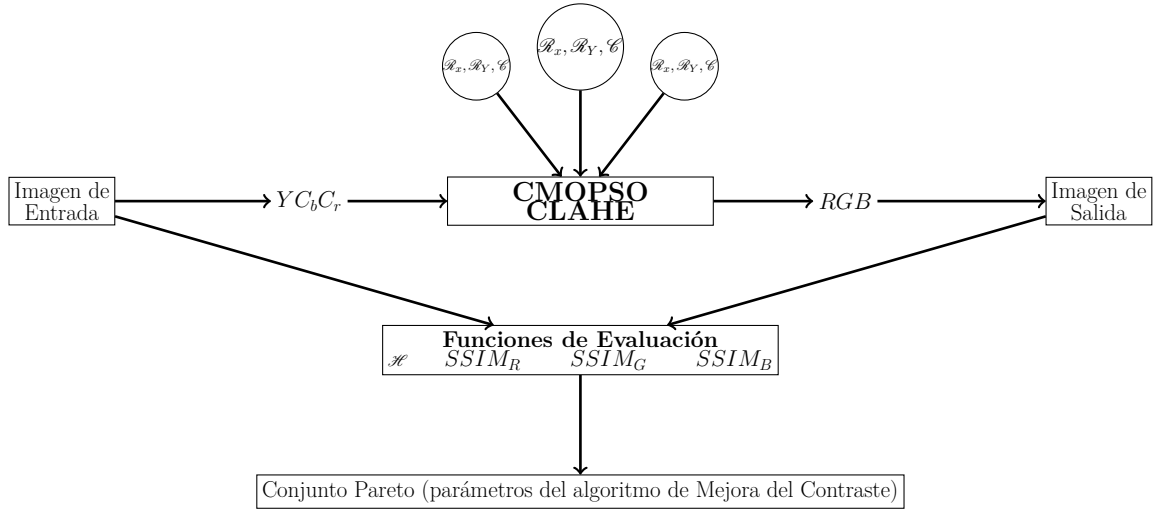 ℛx, ℛY, 𝒞
ℛx, ℛY, 𝒞
ℛx, ℛY, 𝒞
Imagen de
Entrada
YCbCr
CMOPSO
CLAHE
RGB
Imagen de
Salida
Funciones de Evaluación
ℋ SSIMR SSIMG SSIMB
Conjunto Pareto (parámetros del algoritmo de Mejora del Contraste)